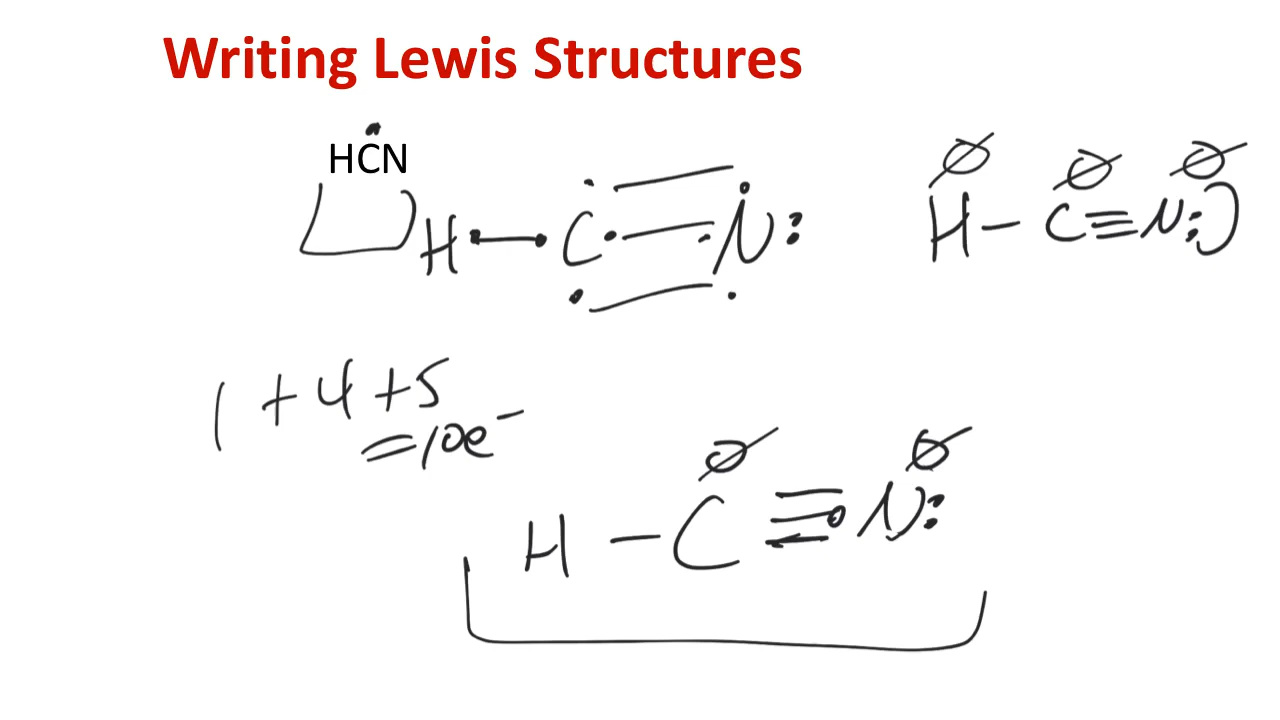 Writing Lewis Structures
HCN
H — C ≡ N:
H – C ≡ N:
1 + 4 + 5
= 10e⁻
H – C ≡ N: